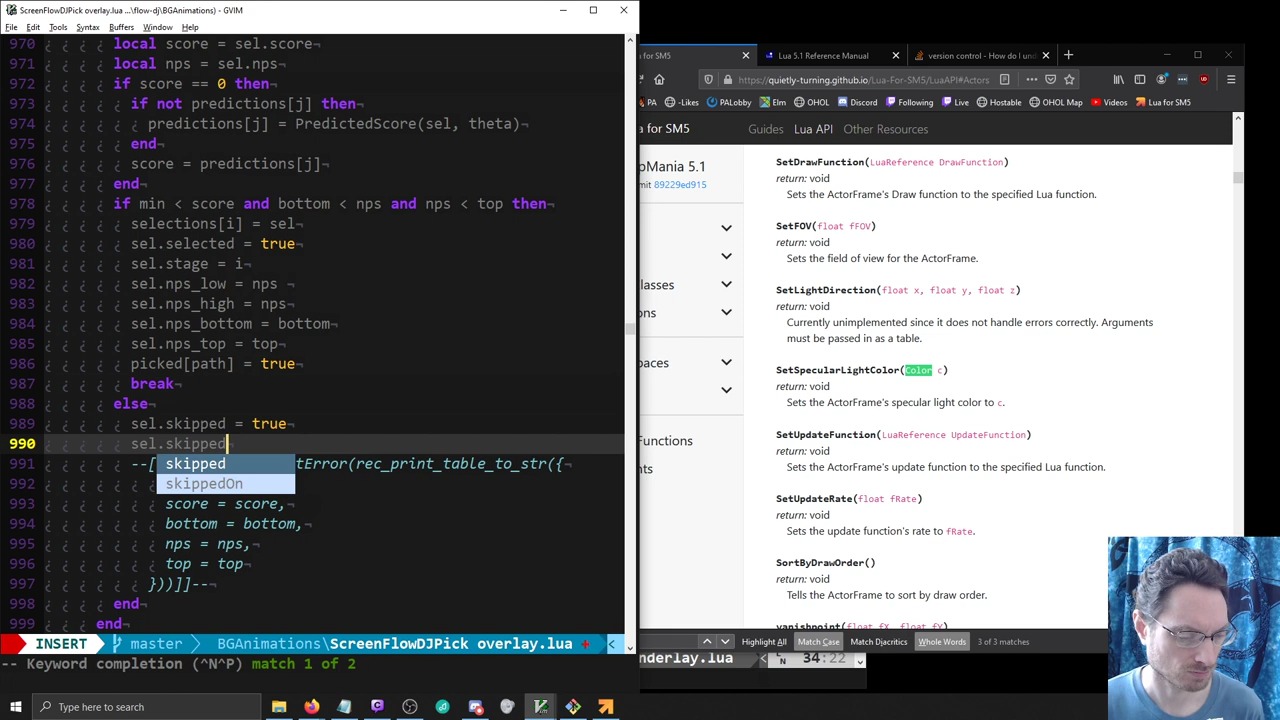 ScreenFlowDJPick overlay.lua ...\flow-dj\BGAnimations) - GVIM
File Edit Tools Syntax Buffers Window Help
970 local score = sel.score¬
971 local nps = sel.nps¬
972 if score == 0 then¬
973 if not predictions[j] then¬
974 predictions[j] = PredictedScore(sel, theta)¬
975 end¬
976 score = predictions[j]¬
977 end¬
978 if min < score and bottom < nps and nps < top then¬
979 selections[i] = sel¬
980 sel.selected = true¬
981 sel.stage = i¬
982 sel.nps_low = nps ¬
983 sel.nps_high = nps¬
984 sel.nps_bottom = bottom¬
985 sel.nps_top = top¬
986 picked[path] = true¬
987 break¬
988 else¬
989 sel.skipped = true¬
990 sel.skipped¬
991 --[ skipped tError(rec_print_table_to_str({¬
992 skippedOn
993 score = score,¬
994 bottom = bottom,¬
995 nps = nps,¬
996 top = top¬
997 }))]]--¬
998 end¬
999 end¬
INSERT master BGAnimations\ScreenFlowDJPick overlay.lua + <
-- Keyword completion (^N^P) match 1 of 2
for SM5 Lua 5.1 Reference Manual version control - How do I un
https://quietly-turning.github.io/Lua-For-SM5/LuaAPI#Actors
PA -Likes PALobby Elm OHOL Discord Following Live Hostable OHOL Map Videos Lua for SM5
a for SM5 Guides Lua API Other Resources
pMania 5.1
mit 89229ed915
lasses
ons
paces
Functions
nts
SetDrawFunction(LuaReference DrawFunction)
return: void
Sets the ActorFrame's Draw function to the specified Lua function.
SetFOV(float fFOV)
return: void
Sets the field of view for the ActorFrame.
SetLightDirection(float x, float y, float z)
return: void
Currently unimplemented since it does not handle errors correctly. Arguments
must be passed in as a table.
SetSpecularLightColor(Color c)
return: void
Sets the ActorFrame's specular light color to c.
SetUpdateFunction(LuaReference UpdateFunction)
return: void
Sets the ActorFrame's update function to the specified Lua function.
SetUpdateRate(float fRate)
return: void
Sets the update function's rate to fRate.
SortByDrawOrder()
return: void
Tells the ActorFrame to sort by draw order.
vanishpoint(float fX, float fY)
Highlight All Match Case Match Diacritics Whole Words 3 of 3 matches
nderlay.lua < 34:22
Type here to search